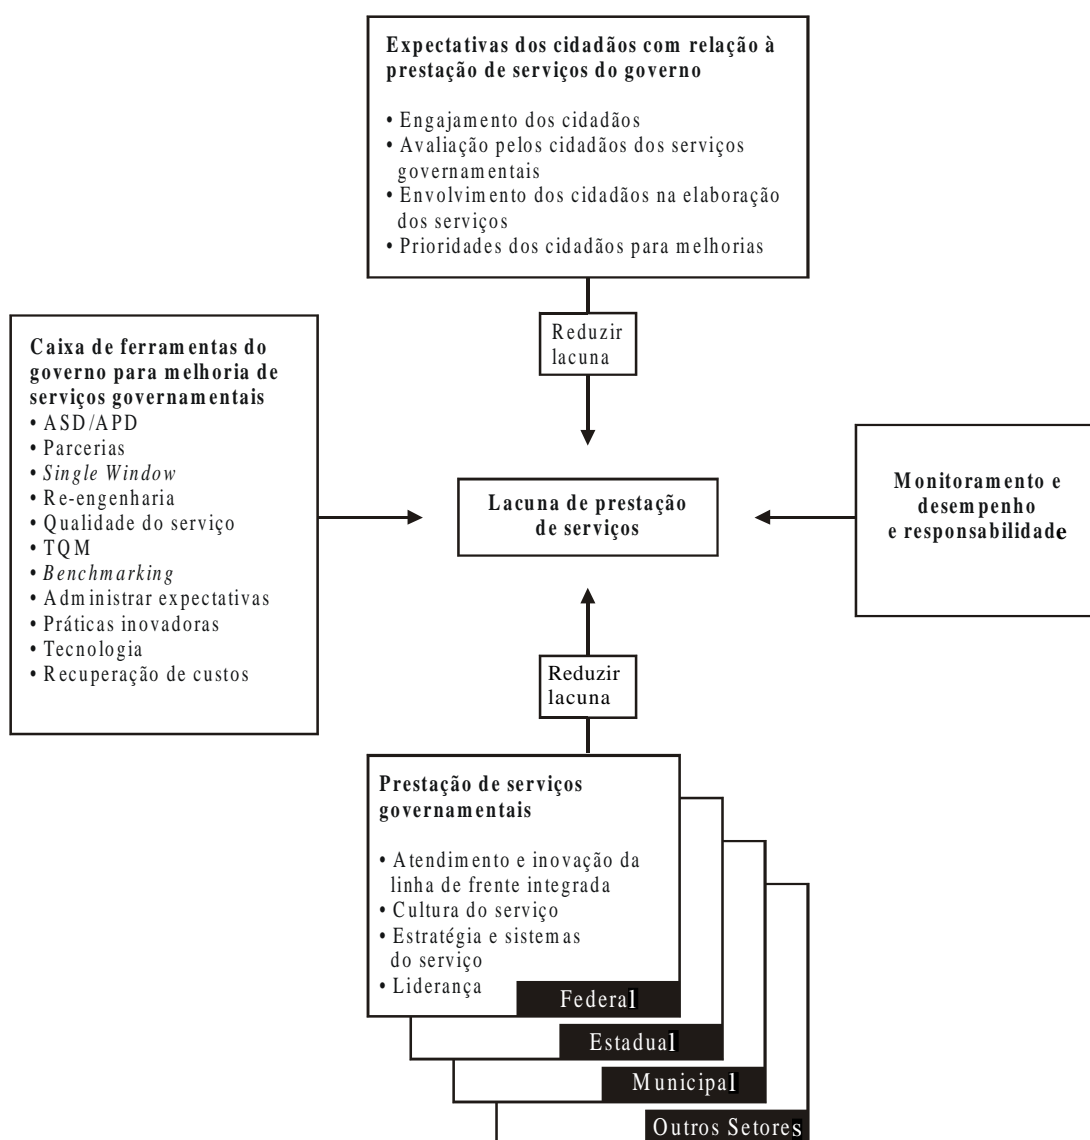 Expectativas dos cidadãos com relação à
prestação de serviços do governo
• Engajamento dos cidadãos
• Avaliação pelos cidadãos dos serviços
governamentais
• Envolvimento dos cidadãos na elaboração
dos serviços
• Prioridades dos cidadãos para melhorias
Reduzir
lacuna
Caixa de ferramentas do
governo para melhoria de
serviços governamentais
• ASD/APD
• Parcerias
• Single Window
• Re-engenharia
• Qualidade do serviço
• TQM
• Benchmarking
• Administrar expectativas
• Práticas inovadoras
• Tecnologia
• Recuperação de custos
Lacuna de prestação
de serviços
Monitoramento e
desempenho
e responsabilidade
Reduzir
lacuna
Prestação de serviços
governamentais
• Atendimento e inovação da
linha de frente integrada
• Cultura do serviço
• Estratégia e sistemas
do serviço
• Liderança
Federal
Estadual
Municipal
Outros Setores